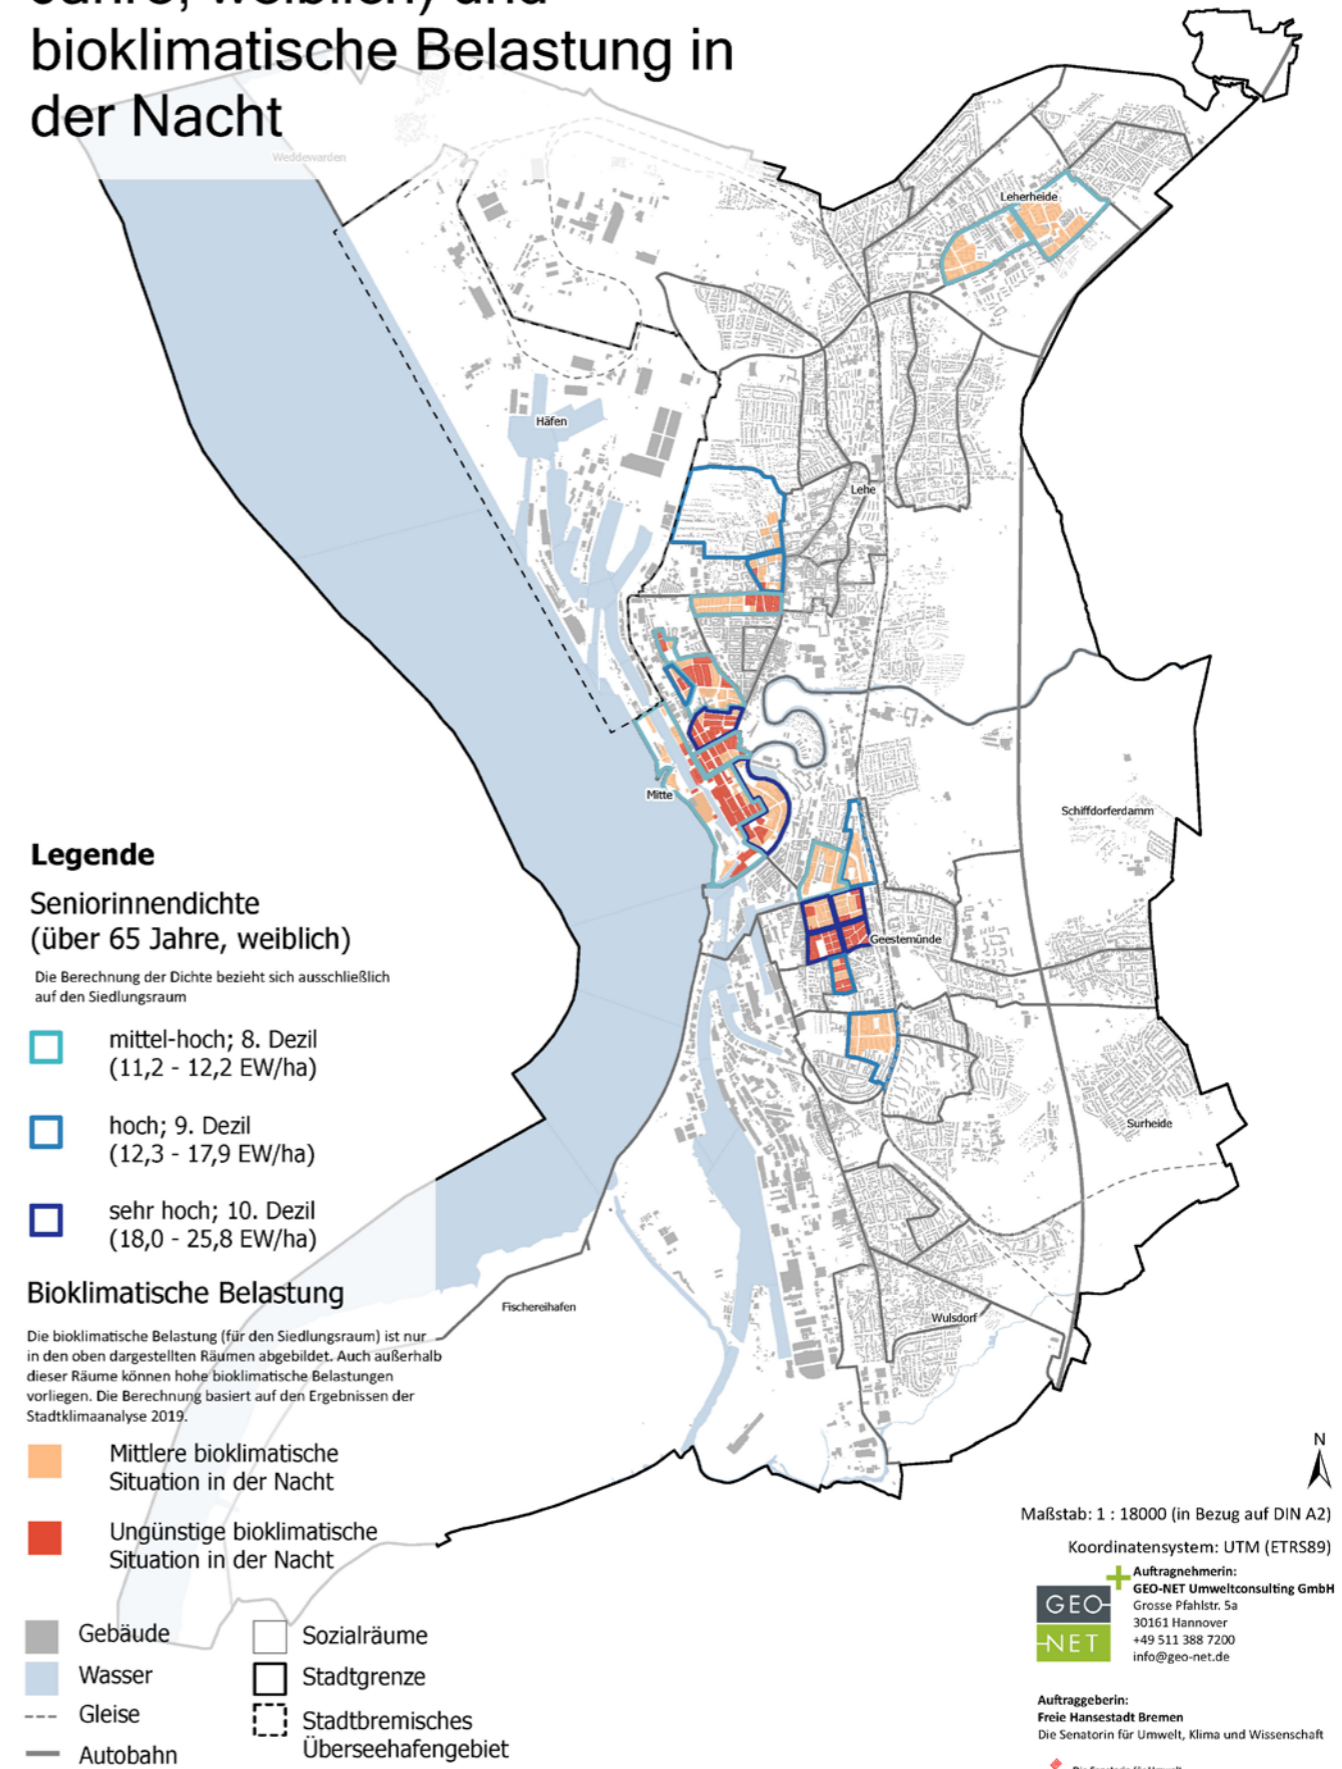 Jahre, weiblich) und
bioklimatische Belastung in
der Nacht
Weddewarden
Leherheide
Häfen
Lehe
Mitte
Schiffdorferdamm
Geestemünde
Surheide
Fischereihafen
Wulsdorf
Legende
Seniorinnendichte
(über 65 Jahre, weiblich)
Die Berechnung der Dichte bezieht sich ausschließlich
auf den Siedlungsraum
mittel-hoch; 8. Dezil
(11,2 - 12,2 EW/ha)
hoch; 9. Dezil
(12,3 - 17,9 EW/ha)
sehr hoch; 10. Dezil
(18,0 - 25,8 EW/ha)
Bioklimatische Belastung
Die bioklimatische Belastung (für den Siedlungsraum) ist nur
in den oben dargestellten Räumen abgebildet. Auch außerhalb
dieser Räume können hohe bioklimatische Belastungen
vorliegen. Die Berechnung basiert auf den Ergebnissen der
Stadtklimaanalyse 2019.
Mittlere bioklimatische
Situation in der Nacht
Ungünstige bioklimatische
Situation in der Nacht
Gebäude
Wasser
Gleise
Autobahn
Sozialräume
Stadtgrenze
Stadtbremisches
Überseehafengebiet
N
Maßstab: 1 : 18000 (in Bezug auf DIN A2)
Koordinatensystem: UTM (ETRS89)
GEO
NET
Auftragnehmerin:
GEO-NET Umweltconsulting GmbH
Grosse Pfahlstr. 5a
30161 Hannover
+49 511 388 7200
info@geo-net.de
Auftraggeberin:
Freie Hansestadt Bremen
Die Senatorin für Umwelt, Klima und Wissenschaft
Die Senatorin für Umwelt